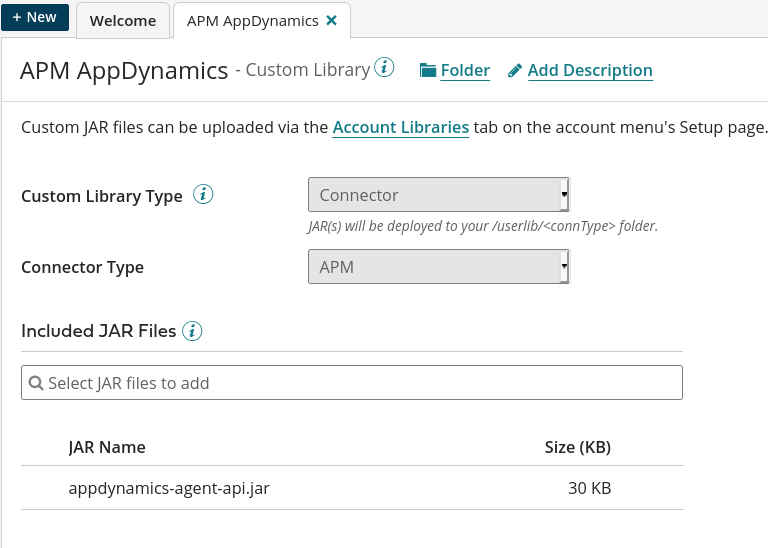 + New
Welcome
APM AppDynamics ×
APM AppDynamics - Custom Library i Folder Add Description
Custom JAR files can be uploaded via the Account Libraries tab on the account menu's Setup page.
Custom Library Type i Connector
JAR(s) will be deployed to your /userlib/<connType> folder.
Connector Type APM
Included JAR Files i
Select JAR files to add
JAR Name Size (KB)
appdynamics-agent-api.jar 30 KB